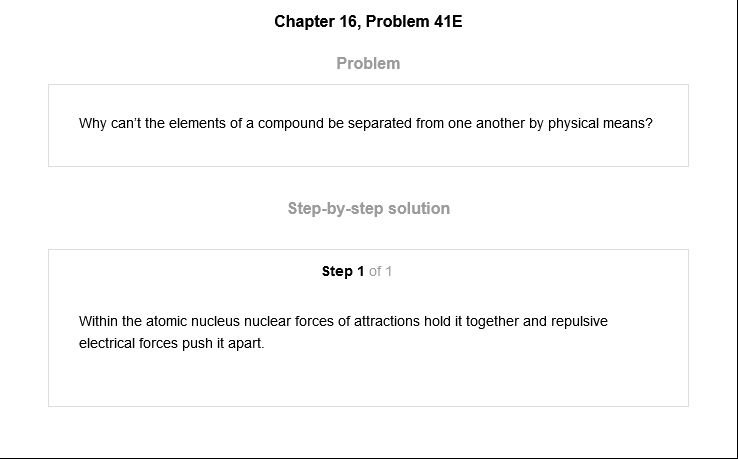 Chapter 16, Problem 41E
Problem
Why can't the elements of a compound be separated from one another by physical means?
Step-by-step solution
Step 1 of 1
Within the atomic nucleus nuclear forces of attractions hold it together and repulsive
electrical forces push it apart.